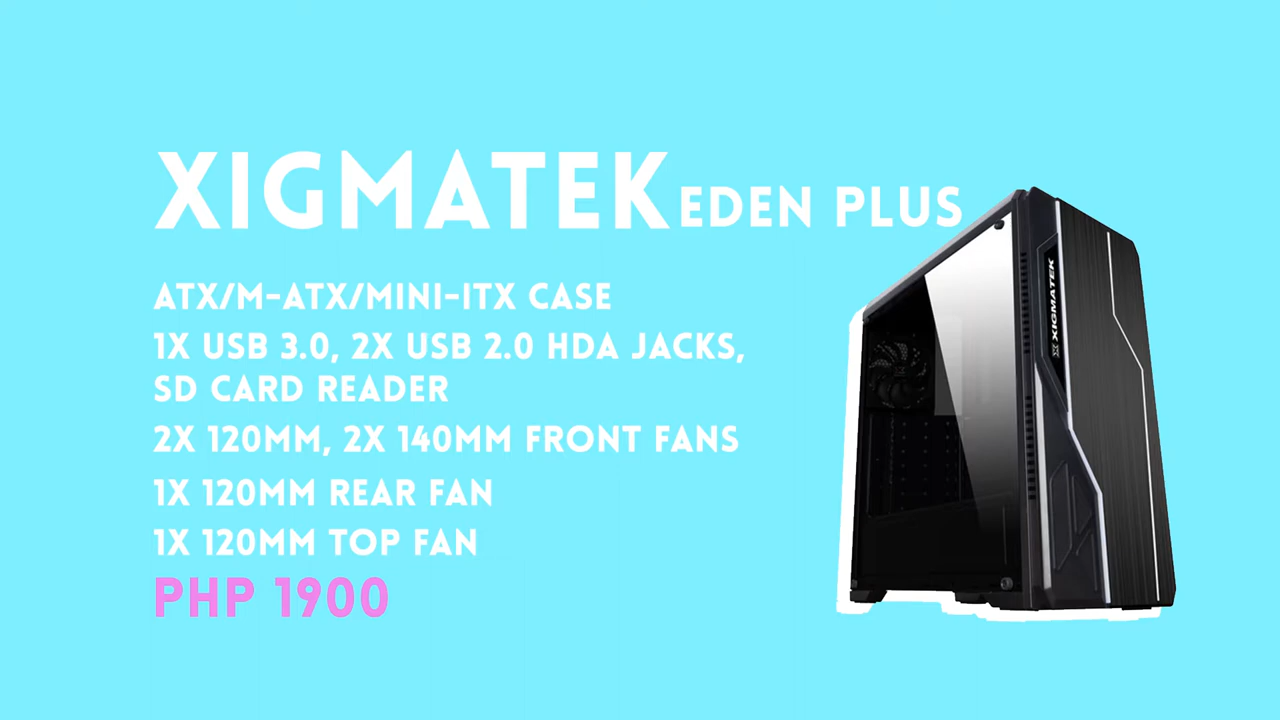 XIGMATEK EDEN PLUS
ATX/M-ATX/MINI-ITX CASE
1X USB 3.0, 2X USB 2.0 HDA JACKS,
SD CARD READER
2X 120MM, 2X 140MM FRONT FANS
1X 120MM REAR FAN
1X 120MM TOP FAN
PHP 1900
XIGMATEK